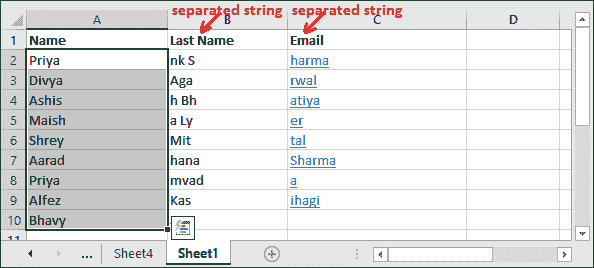 separated string separated string
A B C D
1 Name Last Name Email
2 Priya nk S harma
3 Divya Aga rwal
4 Ashis h Bh atiya
5 Maish a Ly er
6 Shrey Mit tal
7 Aarad hana Sharma
8 Priya mvad a
9 Alfez Kas ihagi
10 Bhavy
11
... Sheet4 Sheet1